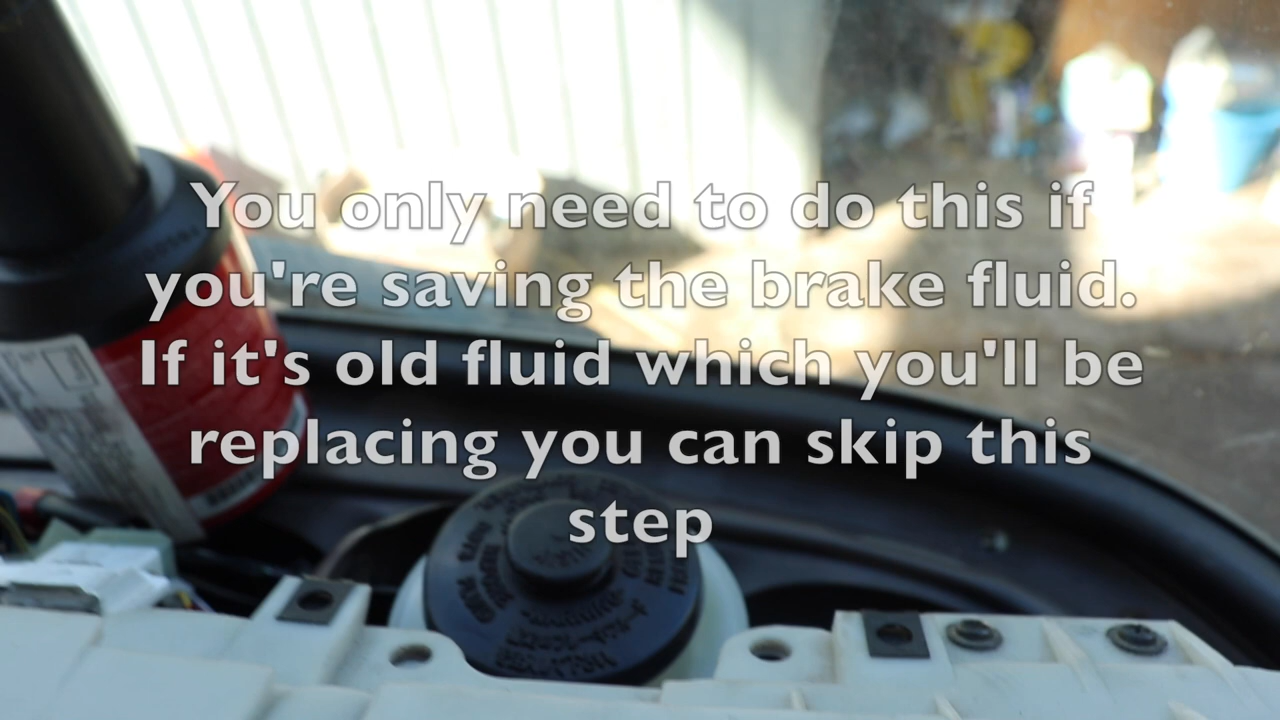 You only need to do this if
you're saving the brake fluid.
If it's old fluid which you'll be
replacing you can skip this
step